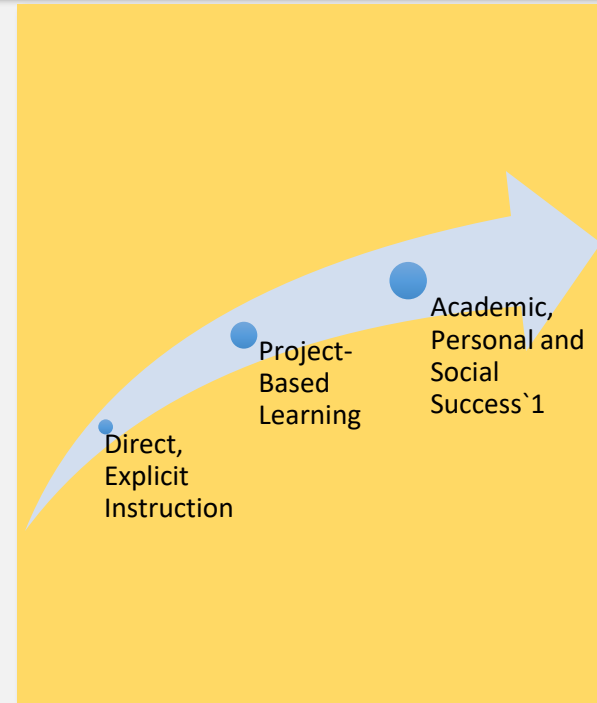 Direct,
Explicit
Instruction
Project-
Based
Learning
Academic,
Personal and
Social
Success`1